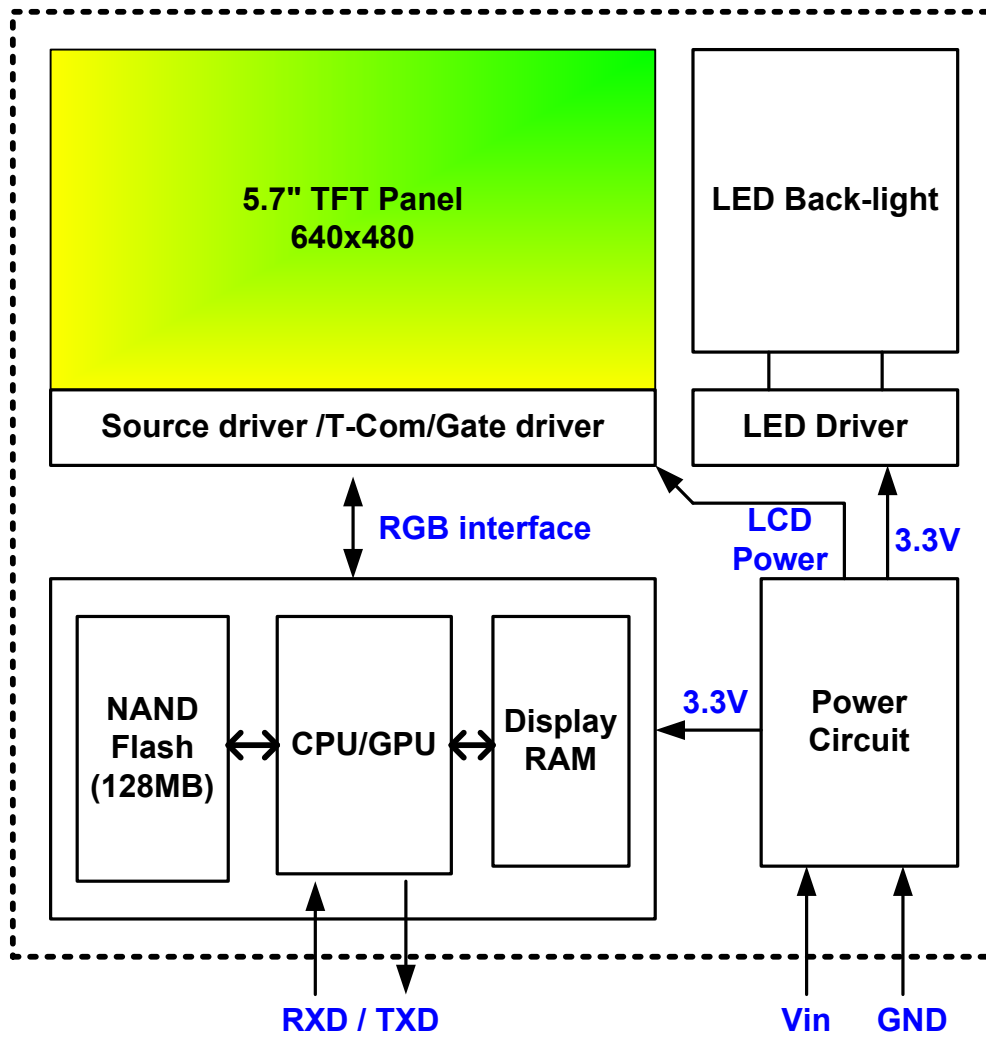 5.7" TFT Panel
640x480
LED Back-light
Source driver /T-Com/Gate driver
LED Driver
RGB interface
LCD
Power
3.3V
NAND
Flash
(128MB)
CPU/GPU
Display
RAM
3.3V
Power
Circuit
RXD / TXD
Vin
GND